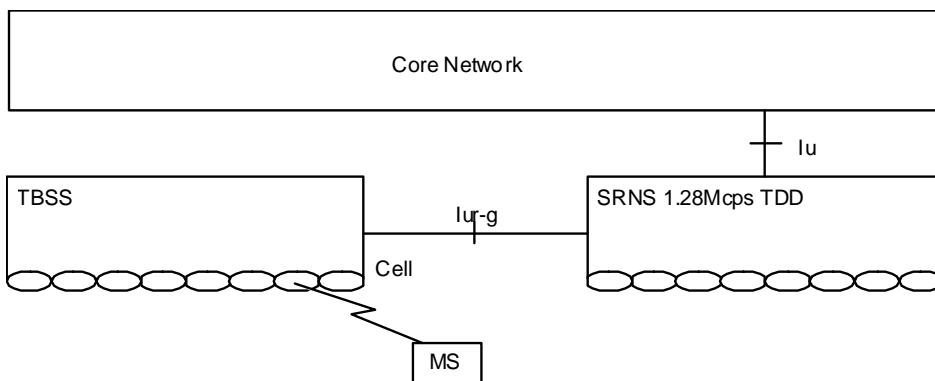 Core Network
Iu
TBSS
SRNS 1.28Mcps TDD
Iur-g
Cell
MS